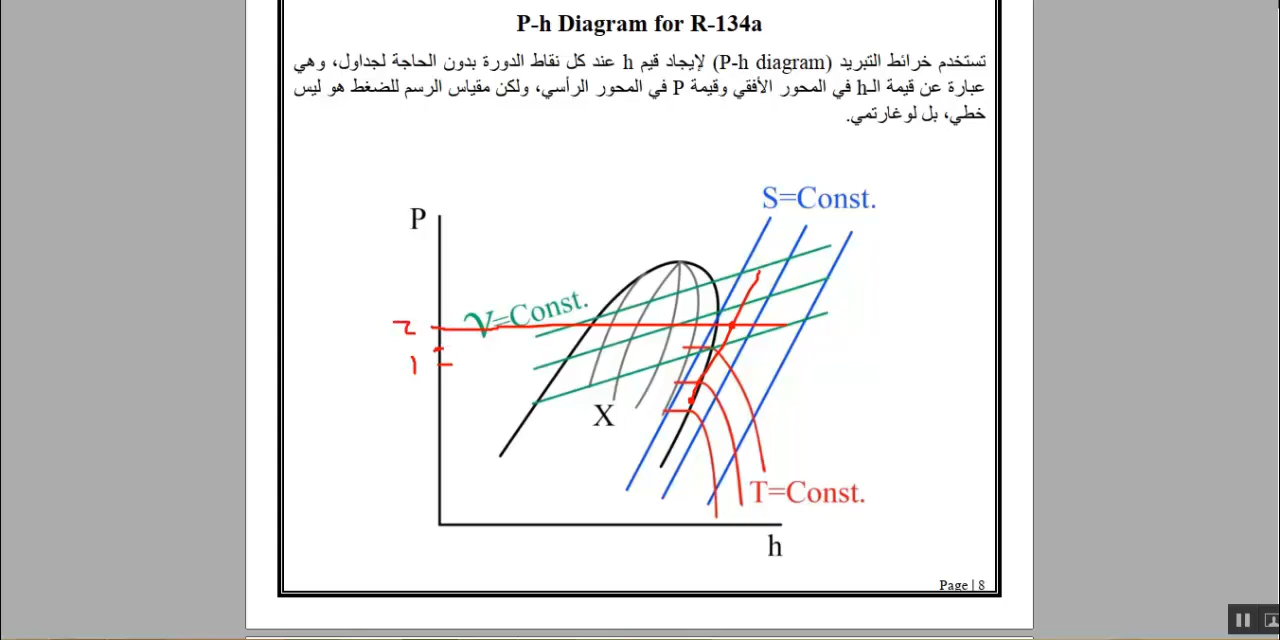 P-h Diagram for R-134a
تستخدم خرائط التبريد (P-h diagram) لإيجاد قيم h عند كل نقاط الدورة بدون الحاجة لجداول، وهي
عبارة عن قيمة الـh في المحور الأفقي وقيمة P في المحور الرأسي، ولكن مقياس الرسم للضغط هو ليس
خطي، بل لوغارتمي.
S=Const.
P
V=Const.
2
1
X
T=Const.
h
Page | 8